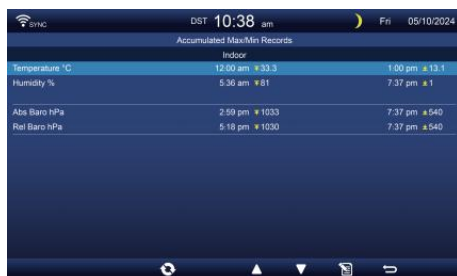 SYNC DST 10:38 am Fri 05/10/2024
Accumulated Max/Min Records
Indoor
Temperature °C 12:00 am 33.3 1:00 pm 13.1
Humidity % 5:36 am 81 7:37 pm 1
Abs Baro hPa 2:59 pm 1033 7:37 pm 540
Rel Baro hPa 5:18 pm 1030 7:37 pm 540